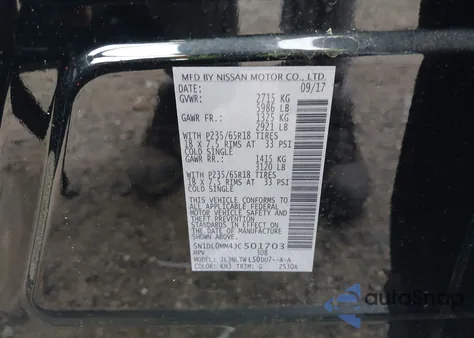 MFD BY NISSAN MOTOR CO., LTD.
DATE: 09/17
GVWR: 2715 KG
5986 LB
GAWR FR: 1325 KG
2921 LB
WITH P235/65R18 TIRES
18 X 7.5 RIMS AT 33 PSI
COLD SINGLE
GAWR RR: 1415 KG
3120 LB
WITH P235/65R18 TIRES
18 X 7.5 RIMS AT 33 PSI
COLD SINGLE
THIS VEHICLE CONFORMS TO
ALL APPLICABLE FEDERAL
MOTOR VEHICLE SAFETY
AND THEFT PREVENTION
STANDARDS IN EFFECT ON
THE DATE OF MANUFACTURE
SHOWN ABOVE.
5N1DL0MM4JC501703
MPV
COLOR: KH3 TRIM: G
AutoSnap